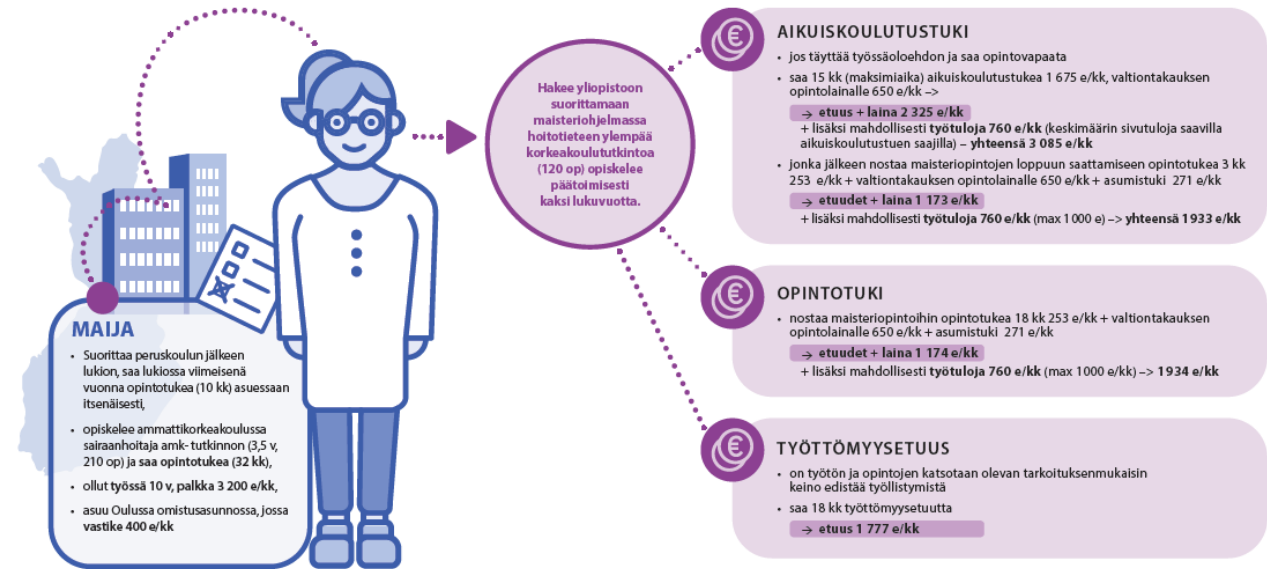 MAIJA
• Suorittaa peruskoulun jälkeen
lukion, saa lukiossa viimeisenä
vuonna opintotukea (10 kk) asuessaan
itsenäisesti,
• opiskelee ammattikorkeakoulussa
sairaanhoitaja amk- tutkinnon (3,5 v,
210 op) ja saa opintotukea (32 kk),
• ollut työssä 10 v, palkka 3 200 e/kk,
• asuu Oulussa omistusasunnossa, jossa
vastike 400 e/kk
Hakee yliopistoon
suorittamaan
maisteriohjelmassa
hoitotieteen ylempää
korkeakoulututkintoa
(120 op) opiskelee
päätoimisesti
kaksi lukuvuotta.
AIKUISKOULUTUSTUKI
• jos täyttää työssäoloehdon ja saa opintovapaata
• saa 15 kk (maksimiaika) aikuiskoulutustukea 1 675 e/kk, valtiontakauksen
opintolainalle 650 e/kk –>
→ etuus + laina 2 325 e/kk
+ lisäksi mahdollisesti työtuloja 760 e/kk (keskimäärin sivutuloja saavilla
aikuiskoulutustuen saajilla) – yhteensä 3 085 e/kk
• jonka jälkeen nostaa maisteriopintojen loppuun saattamiseen opintotukea 3 kk
253 e/kk + valtiontakauksen opintolainalle 650 e/kk + asumistuki 271 e/kk
→ etuudet + laina 1 173 e/kk
+ lisäksi mahdollisesti työtuloja 760 e/kk (max 1 000 e) –> yhteensä 1 933 e/kk
OPINTOTUKI
• nostaa maisteriopintoihin opintotukea 18 kk 253 e/kk + valtiontakauksen
opintolainalle 650 e/kk + asumistuki 271 e/kk
→ etuudet + laina 1 174 e/kk
+ lisäksi mahdollisesti työtuloja 760 e/kk (max 1000 e/kk) –> 1934 e/kk
TYÖTTÖMYYSETUUS
• on työtön ja opintojen katsotaan olevan tarkoituksenmukaisin
keino edistää työllistymistä
• saa 18 kk työttömyysetuutta
→ etuus 1 777 e/kk